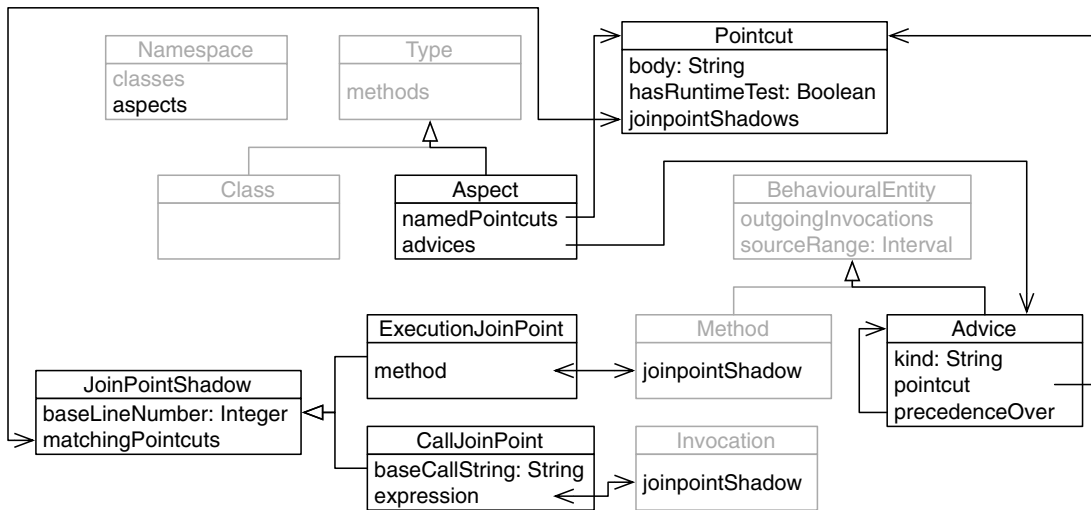 Namespace
classes
aspects
Type
methods
Pointcut
body: String
hasRuntimeTest: Boolean
joinpointShadows
Class
Aspect
namedPointcuts
advices
BehaviouralEntity
outgoingInvocations
sourceRange: Interval
ExecutionJoinPoint
method
Method
joinpointShadow
Advice
kind: String
pointcut
precedenceOver
JoinPointShadow
baseLineNumber: Integer
matchingPointcuts
CallJoinPoint
baseCallString: String
expression
Invocation
joinpointShadow